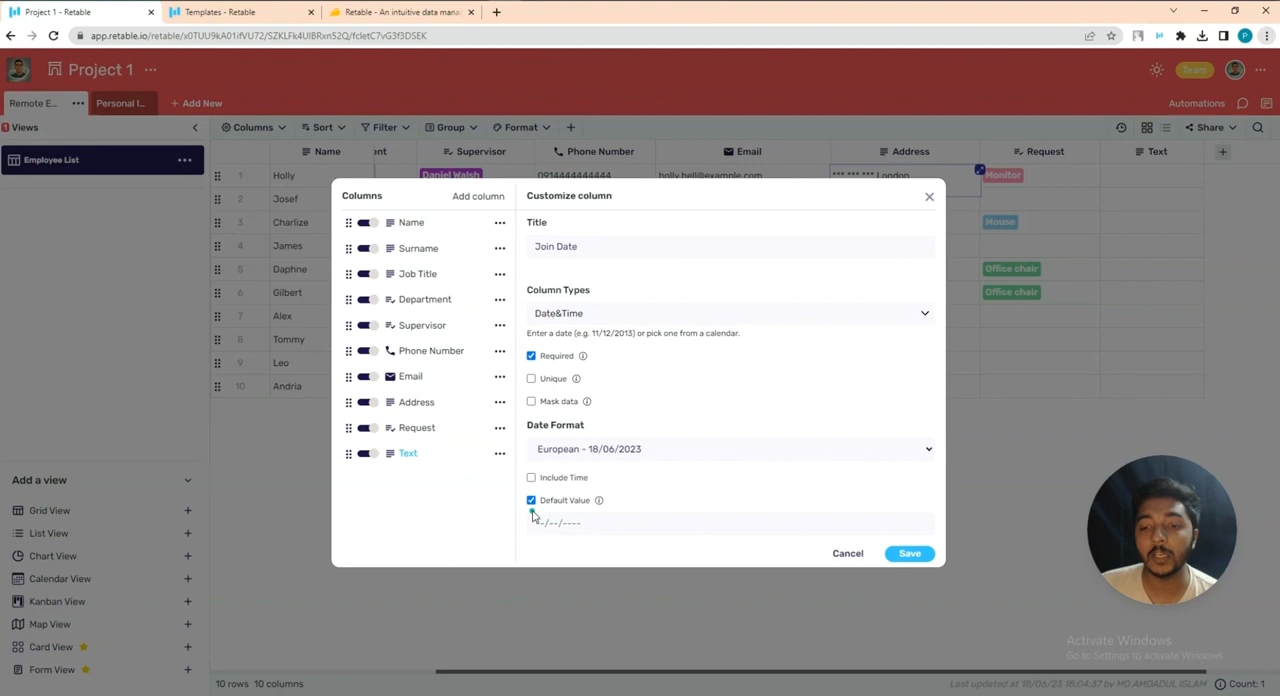 Project 1 - Retable
Templates - Retable
Retable - An intuitive data mana
app.retable.io/retable/x0TUU9kA01ifVU72/SZKLFk4UIBRxn52Q/fcletC7vG3f3DSEK
P
Project 1
Team
Remote E...
Personal I...
+ Add New
Automations
1 Views
Columns
Sort
Filter
Group
Format
Share
Employee List
Name
nt
Supervisor
Phone Number
Email
Address
Request
Text
1 Holly Daniel Walsh 0914444444444 holly.hell@example.com *** *** *** London Monitor
2 Josef
3 Charlize Mouse
4 James
5 Daphne Office chair
6 Gilbert Office chair
7 Alex
8 Tommy
9 Leo
10 Andria
Columns
Add column
Name
Surname
Job Title
Department
Supervisor
Phone Number
Email
Address
Request
Text
Customize column
Title
Join Date
Column Types
Date&Time
Enter a date (e.g. 11/12/2013) or pick one from a calendar.
Required
Unique
Mask data
Date Format
European - 18/06/2023
Include Time
Default Value
--/--/----
Cancel
Save
Add a view
Grid View
List View
Chart View
Calendar View
Kanban View
Map View
Card View
Form View
10 rows 10 columns
Activate Windows
Go to Settings to activate Windows.
Last updated at 18/06/23 18:04:37 by MD AMDADUL ISLAM
Count: 1